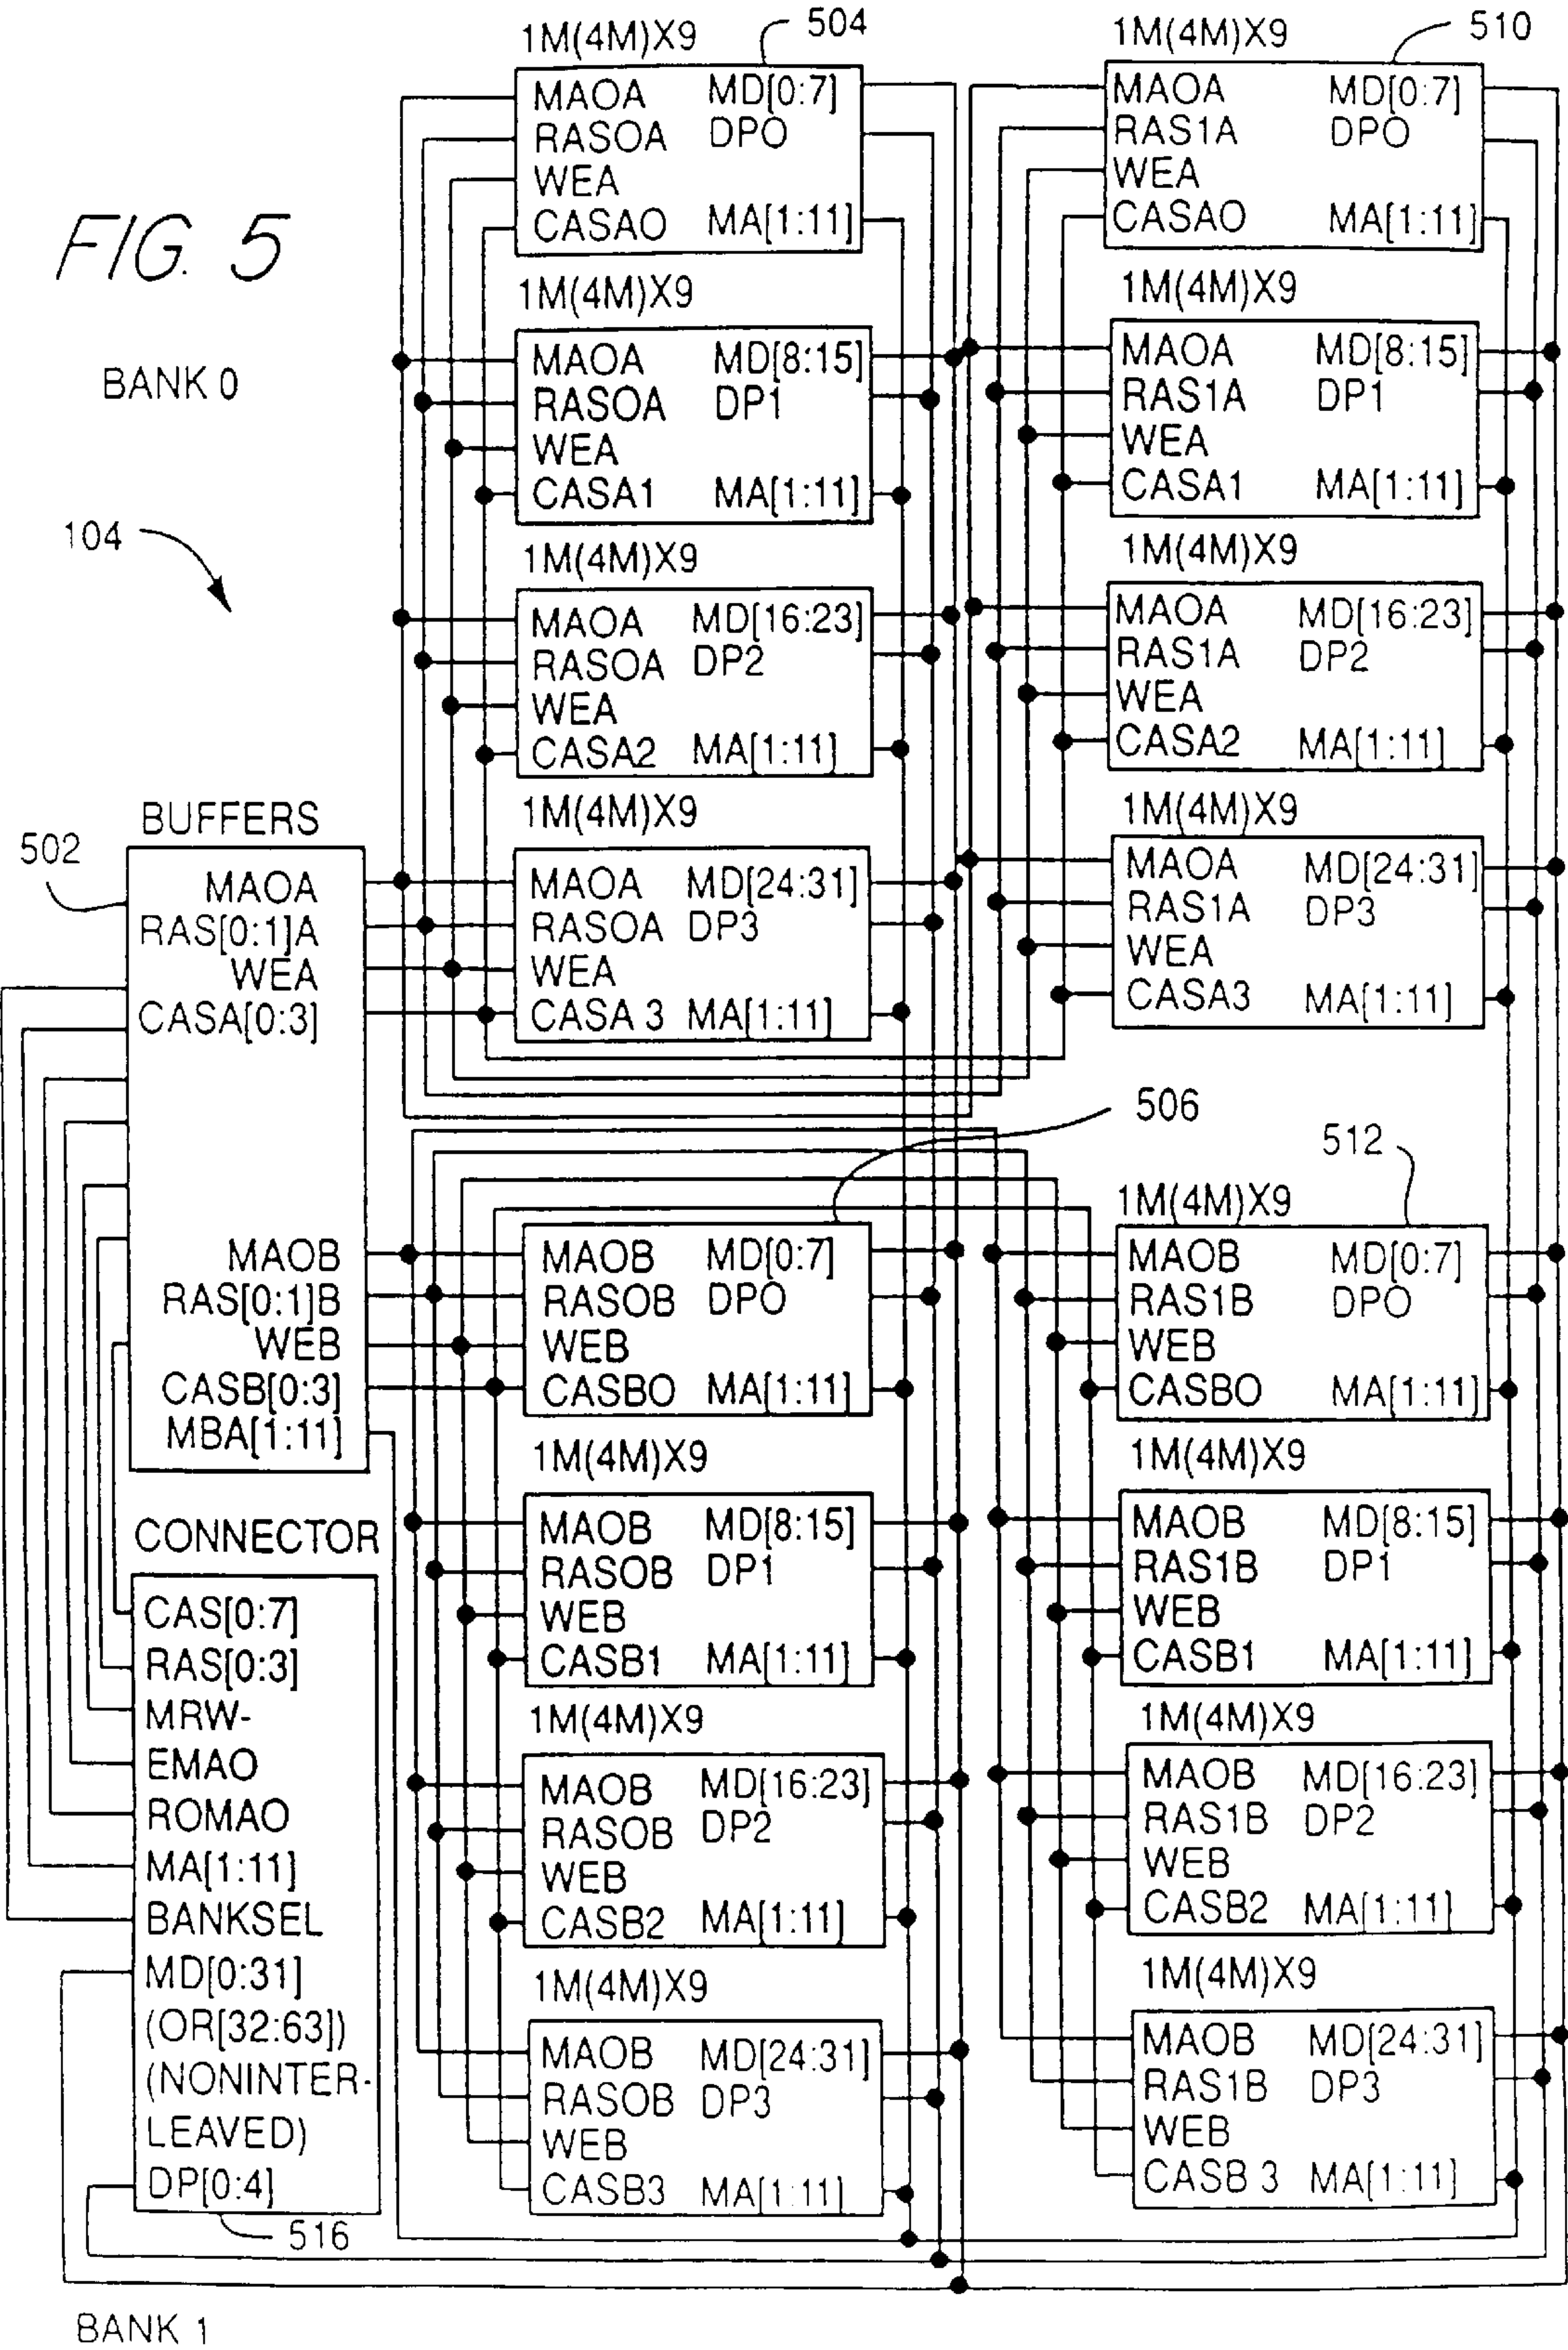 FIG. 5
BANK 0
104
1M(4M)X9
504
MAOA MD[0:7]
RASOA DPO
WEA
CASAO MA[1:11]
1M(4M)X9
MAOA MD[8:15]
RASOA DP1
WEA
CASA1 MA[1:11]
1M(4M)X9
MAOA MD[16:23]
RASOA DP2
WEA
CASA2 MA[1:11]
1M(4M)X9
MAOA MD[24:31]
RASOA DP3
WEA
CASA 3 MA[1:11]
1M(4M)X9
510
MAOA MD[0:7]
RAS1A DPO
WEA
CASAO MA[1:11]
1M(4M)X9
MAOA MD[8:15]
RAS1A DP1
WEA
CASA1 MA[1:11]
1M(4M)X9
MAOA MD[16:23]
RAS1A DP2
WEA
CASA2 MA[1:11]
1M(4M)X9
MAOA MD[24:31]
RAS1A DP3
WEA
CASA3 MA[1:11]
BUFFERS
502
MAOA
RAS[0:1]A
WEA
CASA[0:3]
MAOB
RAS[0:1]B
WEB
CASB[0:3]
MBA[1:11]
CONNECTOR
CAS[0:7]
RAS[0:3]
MRW-
EMAO
ROMAO
MA[1:11]
BANKSEL
MD[0:31]
(OR[32:63])
(NONINTER-
LEAVED)
DP[0:4]
516
BANK 1
506
MAOB MD[0:7]
RASOB DPO
WEB
CASBO MA[1:11]
1M(4M)X9
MAOB MD[8:15]
RASOB DP1
WEB
CASB1 MA[1:11]
1M(4M)X9
MAOB MD[16:23]
RASOB DP2
WEB
CASB2 MA[1:11]
1M(4M)X9
MAOB MD[24:31]
RASOB DP3
WEB
CASB3 MA[1:11]
512
1M(4M)X9
MAOB MD[0:7]
RAS1B DPO
WEB
CASBO MA[1:11]
1M(4M)X9
MAOB MD[8:15]
RAS1B DP1
WEB
CASB1 MA[1:11]
1M(4M)X9
MAOB MD[16:23]
RAS1B DP2
WEB
CASB2 MA[1:11]
1M(4M)X9
MAOB MD[24:31]
RAS1B DP3
WEB
CASB 3 MA[1:11]